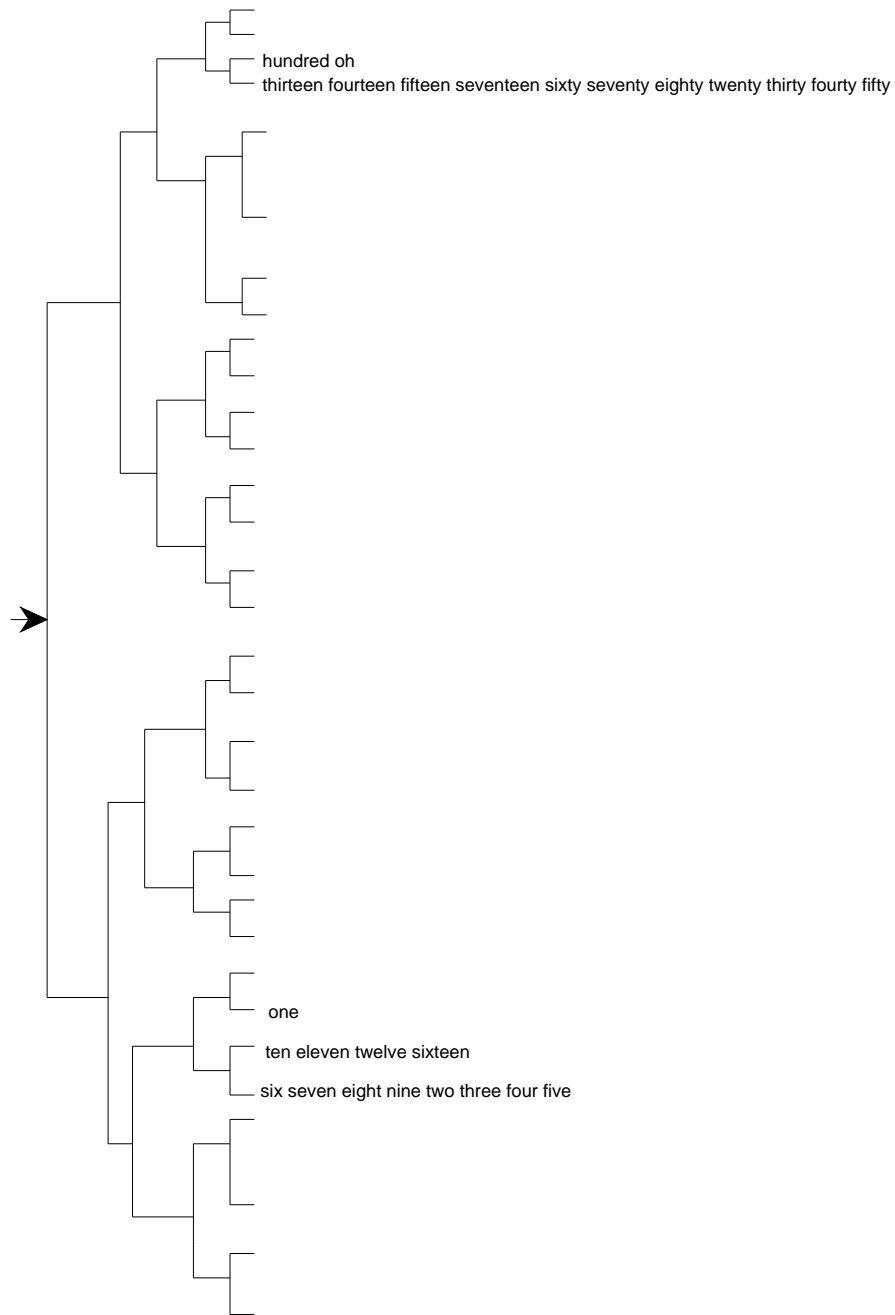 hundred oh
thirteen fourteen fifteen seventeen sixty seventy eighty twenty thirty fourty fifty
one
ten eleven twelve sixteen
six seven eight nine two three four five